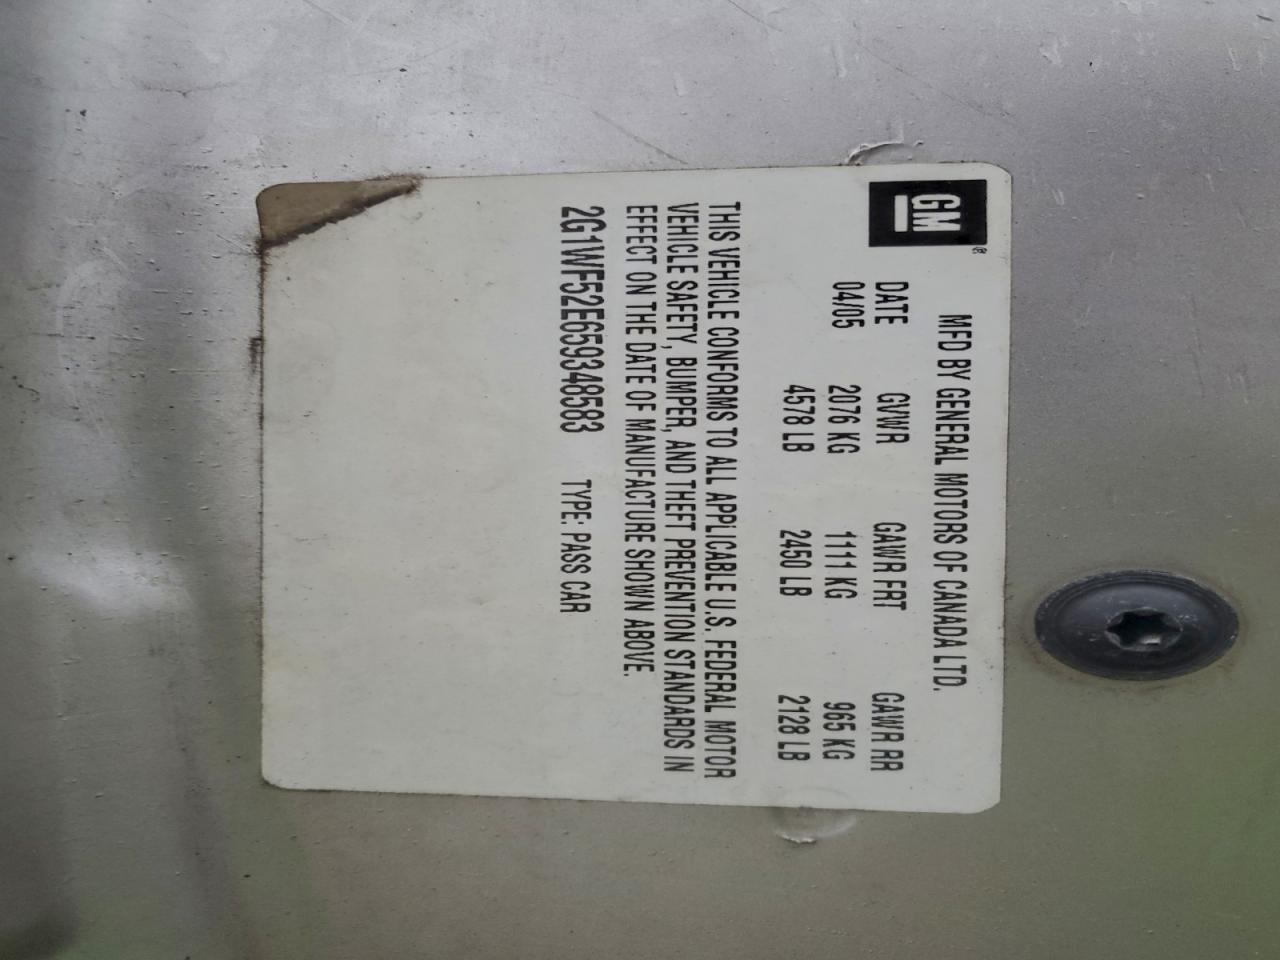 GM®
MFD BY GENERAL MOTORS OF CANADA LTD.
DATE GVWR GAWR FRT GAWR RR
04/05 2076 KG 1111 KG 965 KG
4578 LB 2450 LB 2128 LB
THIS VEHICLE CONFORMS TO ALL APPLICABLE U.S. FEDERAL MOTOR
VEHICLE SAFETY, BUMPER, AND THEFT PREVENTION STANDARDS IN
EFFECT ON THE DATE OF MANUFACTURE SHOWN ABOVE.
2G1WF52E659348583 TYPE: PASS CAR